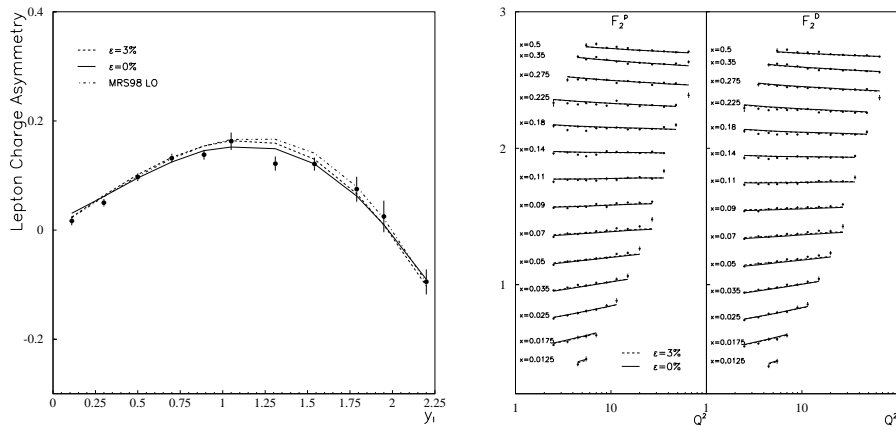 Lepton Charge Asymmetry
0.4
0.2
0
-0.2
ε=3%
ε=0%
MRS98 LO
0 0.25 0.5 0.75 1 1.25 1.5 1.75 2 2.25
y_l
F₂ᴾ F₂ᴰ
3
2
1
x=0.5 x=0.5
x=0.35 x=0.35
x=0.275 x=0.275
x=0.225 x=0.225
x=0.18 x=0.18
x=0.14 x=0.14
x=0.11 x=0.11
x=0.09 x=0.09
x=0.07 x=0.07
x=0.05 x=0.05
x=0.035 x=0.035
x=0.025 x=0.025
x=0.0175 x=0.0175
x=0.0125 x=0.0125
ε=3%
ε=0%
1 10 1 10
Q² Q²